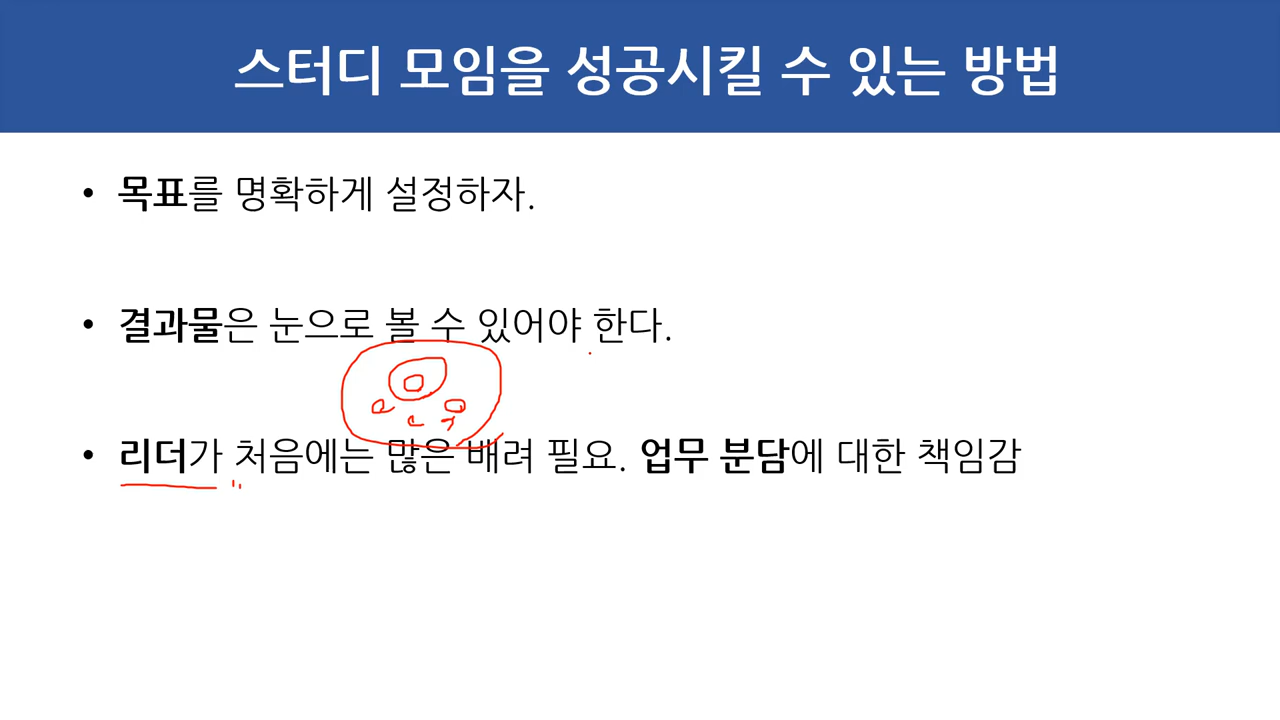 스터디 모임을 성공시킬 수 있는 방법
• 목표를 명확하게 설정하자.
• 결과물은 눈으로 볼 수 있어야 한다.
• 리더가 처음에는 많은 배려 필요. 업무 분담에 대한 책임감